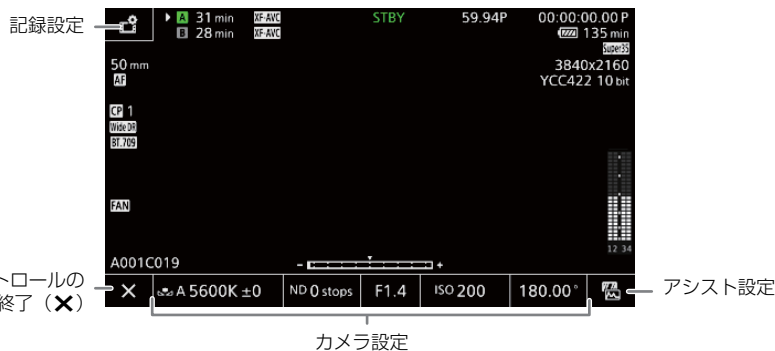 記録設定
A 31 min XF-AVC STBY 59.94P 00:00:00.00 P
B 28 min XF-AVC 135 min
Super35
50 mm 3840x2160
AF YCC422 10 bit
CP 1
Wide DR
BT.709
FAN
12 34
A001C019 - +
トロールの
終了（✕）
✕ A 5600K ±0 ND 0 stops F1.4 ISO 200 180.00°
アシスト設定
カメラ設定